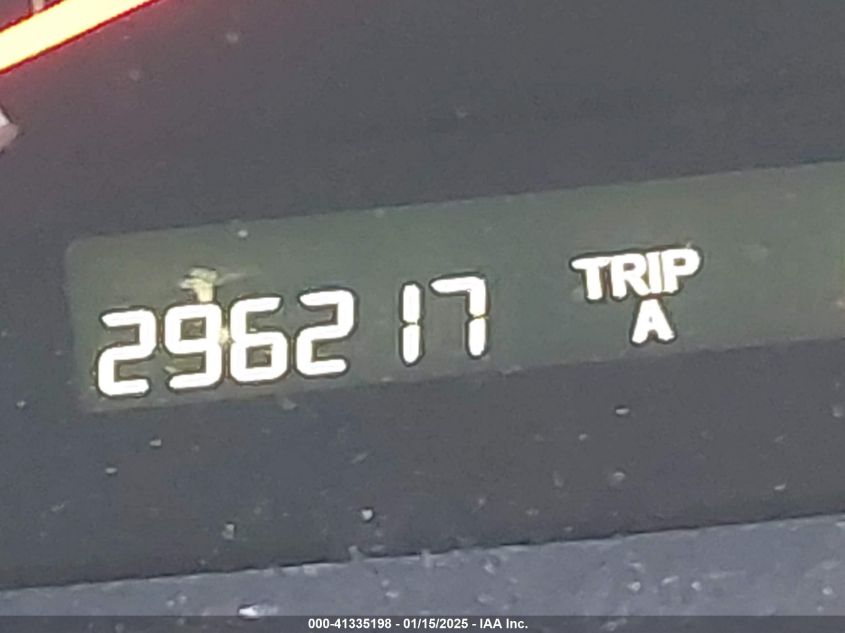 296217 TRIP
A
000-41335198 - 01/15/2025 - IAA Inc.